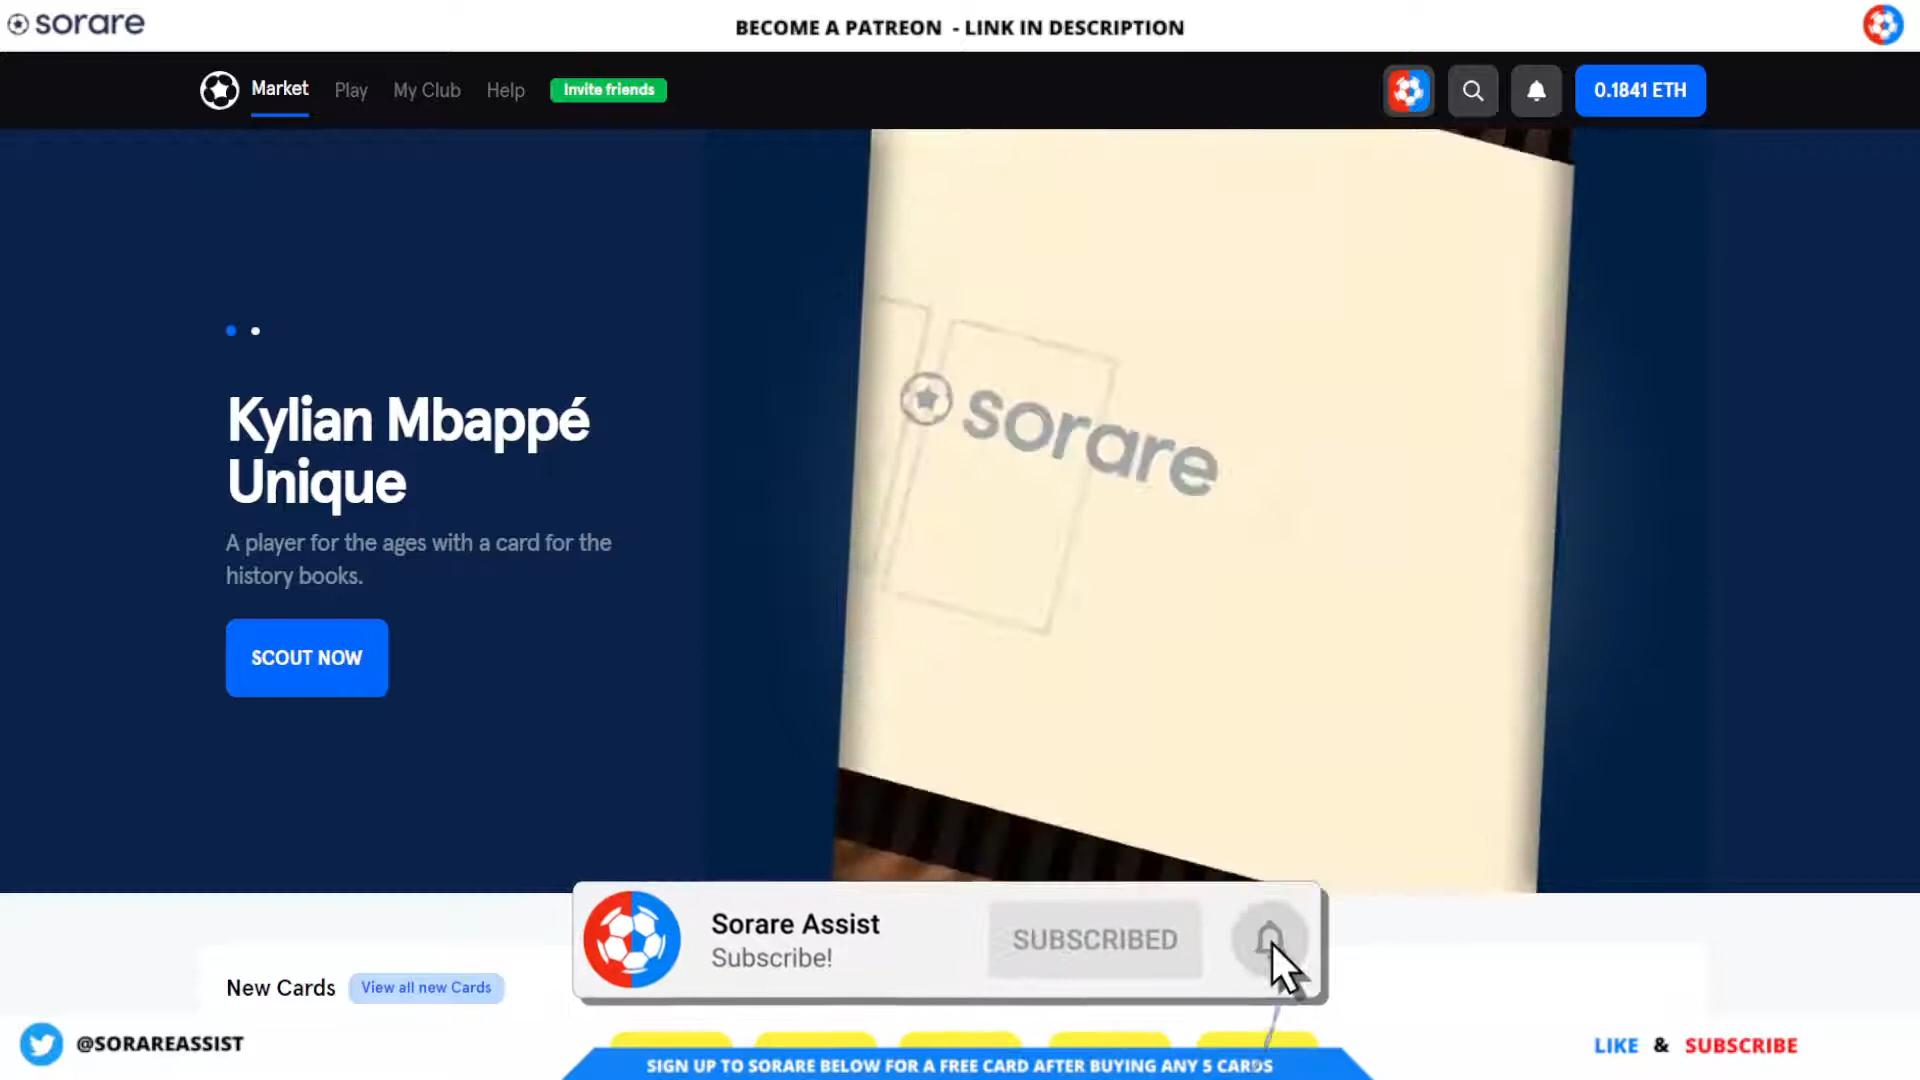 sorare
BECOME A PATREON - LINK IN DESCRIPTION
Market
Play
My Club
Help
Invite friends
0.1841 ETH
sorare
Kylian Mbappé
Unique
A player for the ages with a card for the
history books.
SCOUT NOW
Sorare Assist
Subscribe!
SUBSCRIBED
New Cards
View all new Cards
@SORAREASSIST
SIGN UP TO SORARE BELOW FOR A FREE CARD AFTER BUYING ANY 5 CARDS
LIKE & SUBSCRIBE